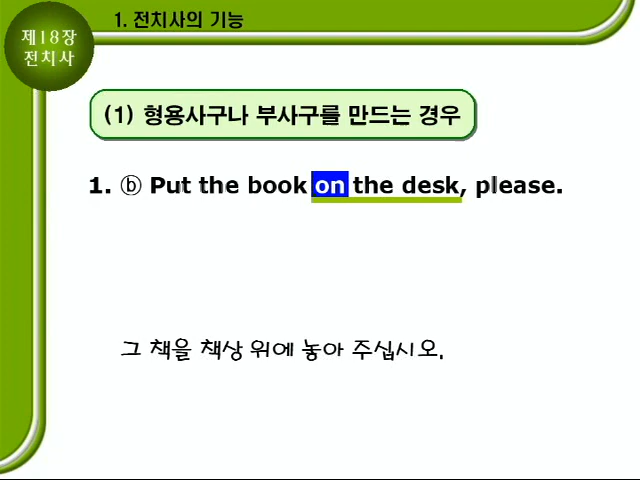 제18장
전치사
1. 전치사의 기능
(1) 형용사구나 부사구를 만드는 경우
1. ⓑ Put the book on the desk, please.
그 책을 책상 위에 놓아 주십시오.